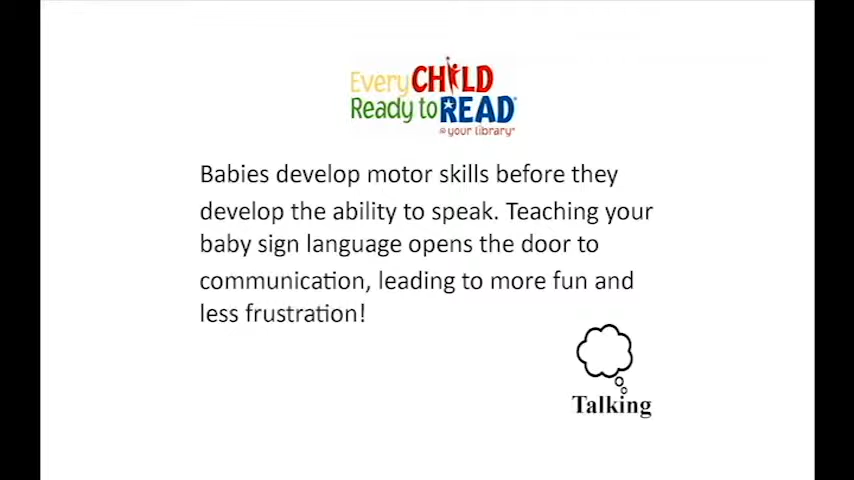 Every CHILD
Ready to READ®
@ your library®
Babies develop motor skills before they
develop the ability to speak. Teaching your
baby sign language opens the door to
communication, leading to more fun and
less frustration!
Talking